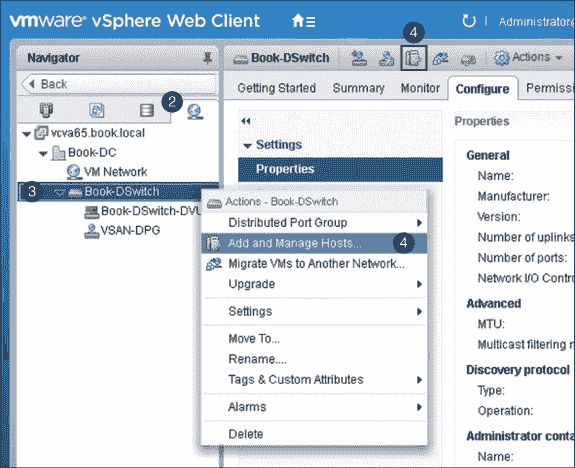 vmware® vSphere Web Client
Administrator@
4
Navigator
Book-DSwitch
Actions
Back
Getting Started Summary Monitor Configure Permissi
2
Properties
vcva65.book.local
Settings
Book-DC
Properties
General
VM Network
Name:
3
Book-DSwitch
Actions - Book-DSwitch
Manufacturer:
Book-DSwitch-DVU
Distributed Port Group
Version:
VSAN-DPG
Add and Manage Hosts... 4
Number of uplinks
Migrate VMs to Another Network...
Number of ports:
Upgrade
Network I/O Contro
Settings
Advanced
Move To...
MTU:
Rename....
Multicast filtering r
Tags & Custom Attributes
Discovery protocol
Type:
Alarms
Operation:
Delete
Administrator conta
Name: